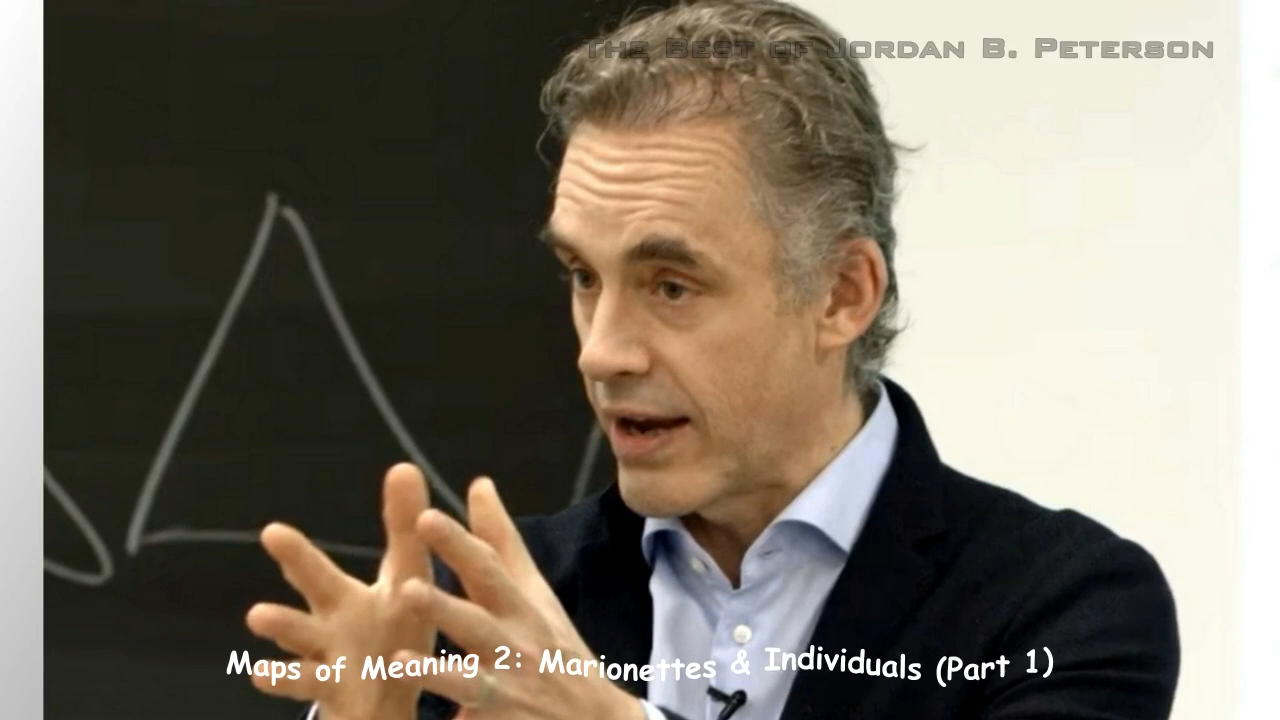 The Best of Jordan B. Peterson
Maps of Meaning 2: Marionettes & Individuals (Part 1)